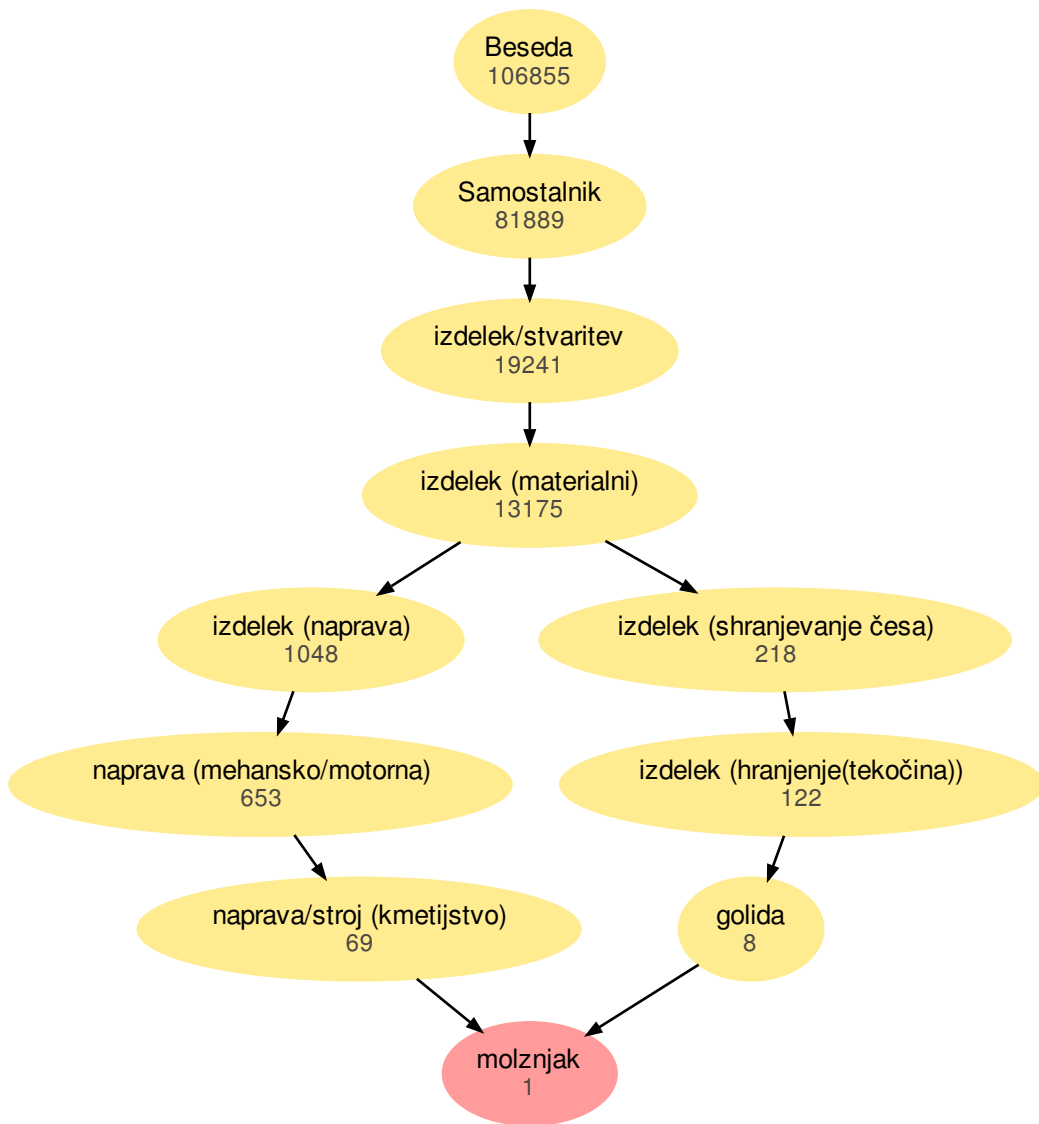 Beseda
106855
Samostalnik
81889
izdelek/stvaritev
19241
izdelek (materialni)
13175
izdelek (naprava)
1048
izdelek (shranjevanje česa)
218
naprava (mehansko/motorna)
653
izdelek (hranjenje(tekočina))
122
naprava/stroj (kmetijstvo)
69
golida
8
molznjak
1